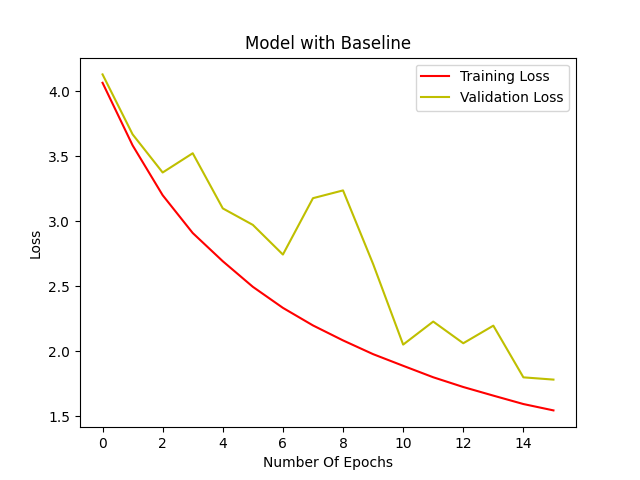 Model with Baseline
Training Loss
Validation Loss
4.0
3.5
3.0
2.5
2.0
1.5
Loss
0 2 4 6 8 10 12 14
Number Of Epochs